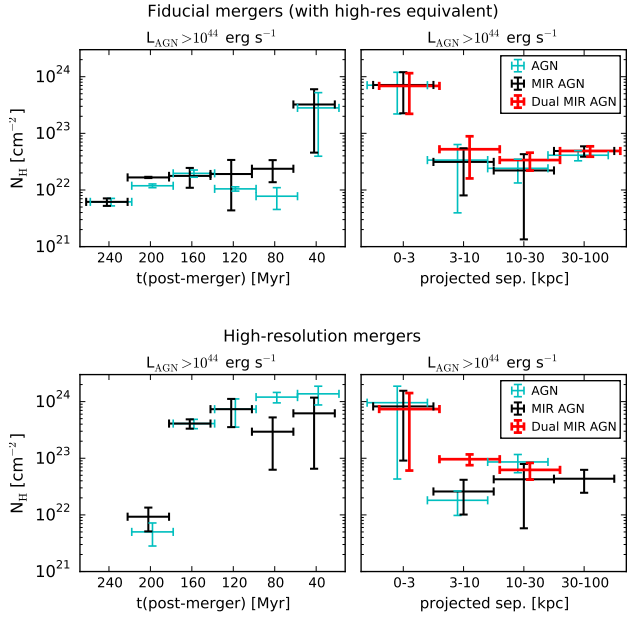 Fiducial mergers (with high-res equivalent)
L_AGN > 10^44 erg s^−1
L_AGN > 10^44 erg s^−1
N_H [cm^−2]
10^24
10^23
10^22
10^21
240 200 160 120 80 40
t(post-merger) [Myr]
AGN
MIR AGN
Dual MIR AGN
0-3 3-10 10-30 30-100
projected sep. [kpc]
High-resolution mergers
L_AGN > 10^44 erg s^−1
L_AGN > 10^44 erg s^−1
N_H [cm^−2]
10^24
10^23
10^22
10^21
240 200 160 120 80 40
t(post-merger) [Myr]
AGN
MIR AGN
Dual MIR AGN
0-3 3-10 10-30 30-100
projected sep. [kpc]